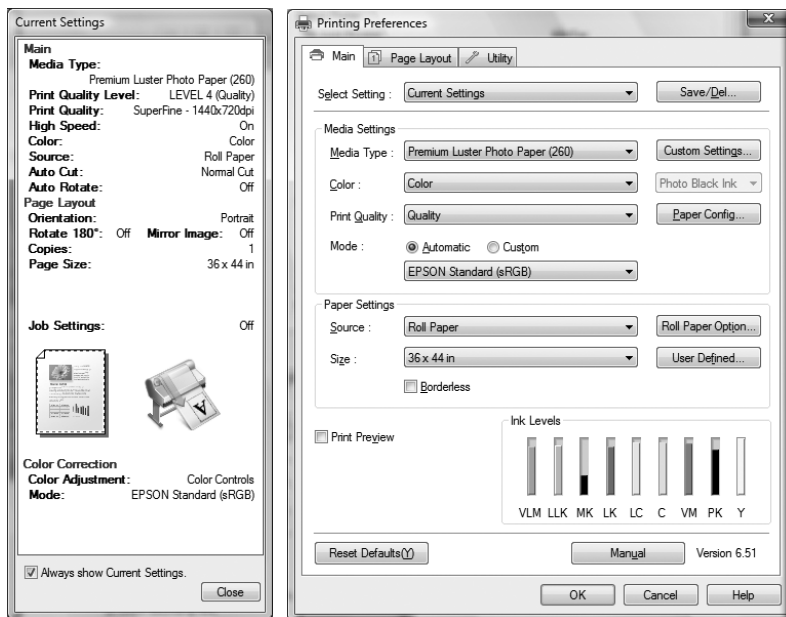 Current Settings
Main
Media Type:
Premium Luster Photo Paper (260)
Print Quality Level: LEVEL 4 (Quality)
Print Quality: SuperFine - 1440x720dpi
High Speed: On
Color: Color
Source: Roll Paper
Auto Cut: Normal Cut
Auto Rotate: Off
Page Layout
Orientation: Portrait
Rotate 180°: Off Mirror Image: Off
Copies: 1
Page Size: 36 x 44 in
Job Settings: Off
A
Color Correction
Color Adjustment: Color Controls
Mode: EPSON Standard (sRGB)
Always show Current Settings.
Close
Printing Preferences
Main 1 Page Layout Utility
Select Setting : Current Settings Save/Del...
Media Settings
Media Type : Premium Luster Photo Paper (260) Custom Settings...
Color : Color Photo Black Ink
Print Quality : Quality Paper Config...
Mode : Automatic Custom
EPSON Standard (sRGB)
Paper Settings
Source : Roll Paper Roll Paper Option...
Size : 36 x 44 in User Defined...
Borderless
Print Preview
Ink Levels
VLM LLK MK LK LC C VM PK Y
Reset Defaults(Y) Manual Version 6.51
OK Cancel Help